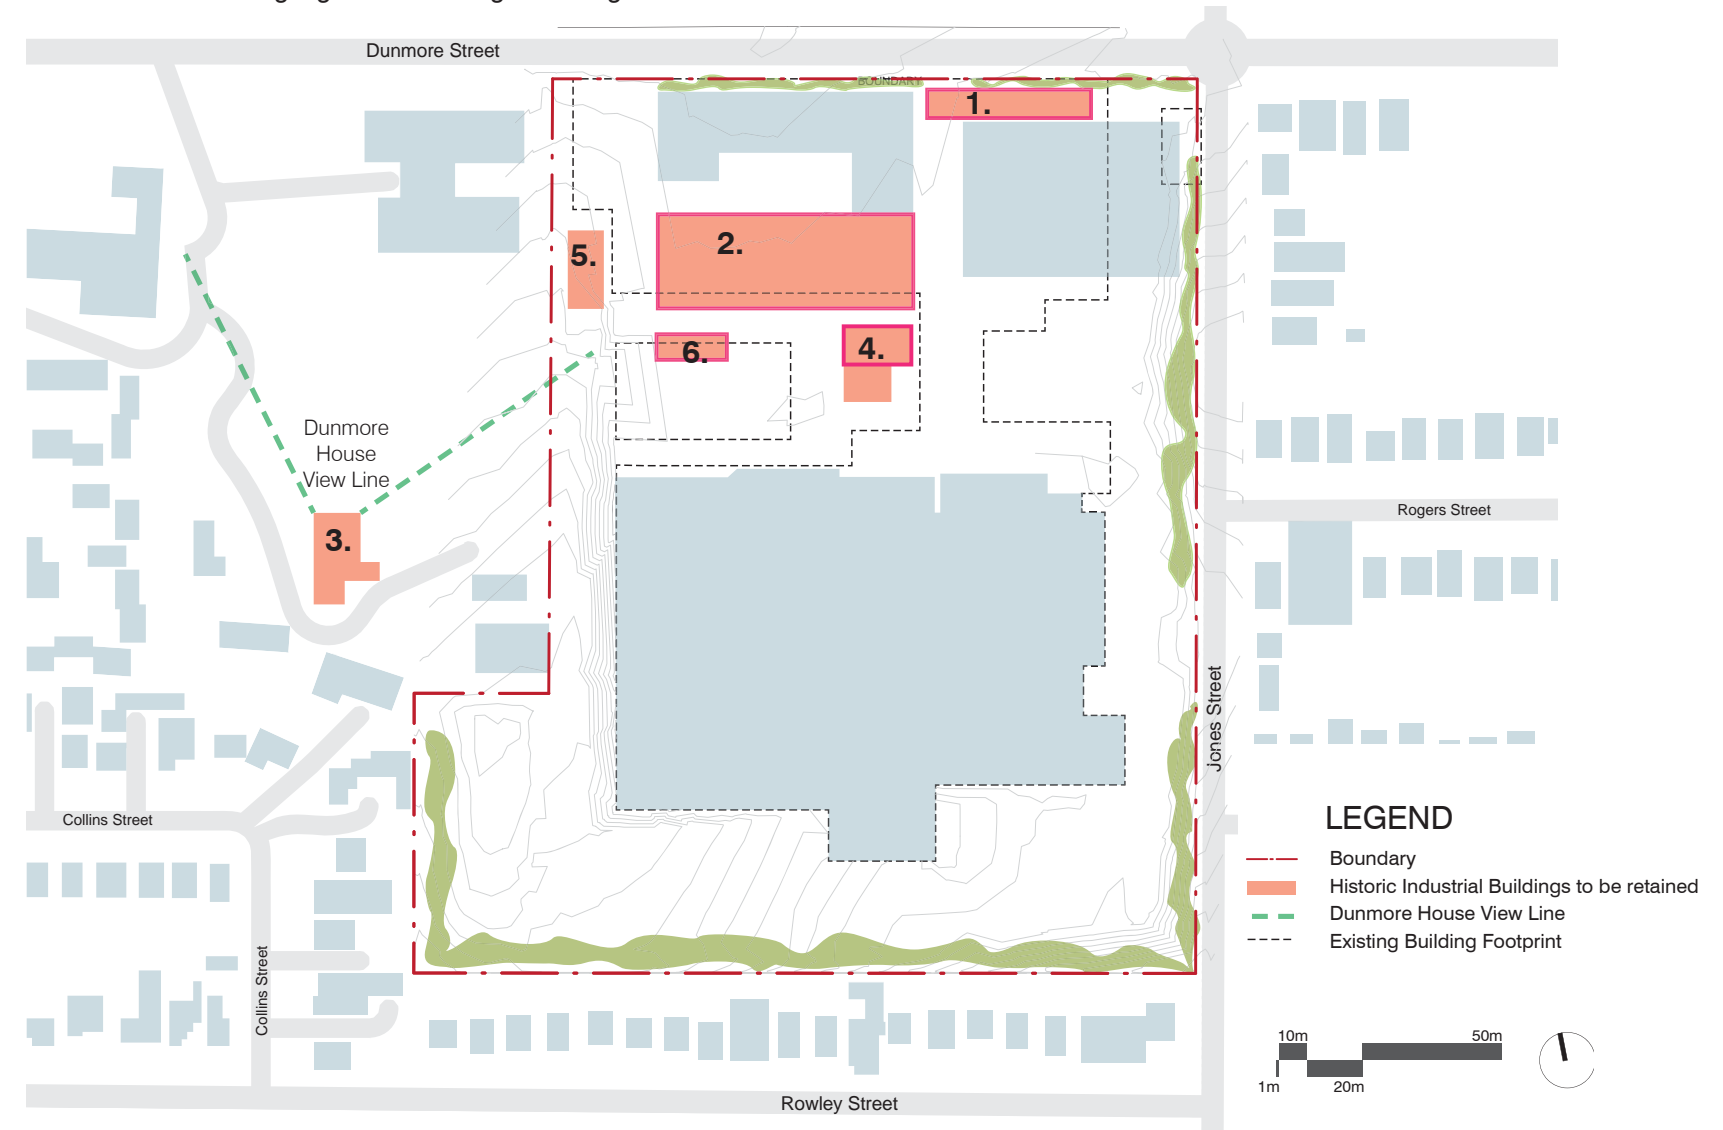 Dunmore Street
BOUNDARY
1.
2.
5.
6.
4.
Dunmore
House
View Line
3.
Rogers Street
Jones Street
Collins Street
Collins Street
Rowley Street
LEGEND
Boundary
Historic Industrial Buildings to be retained
Dunmore House View Line
Existing Building Footprint
10m
50m
1m
20m